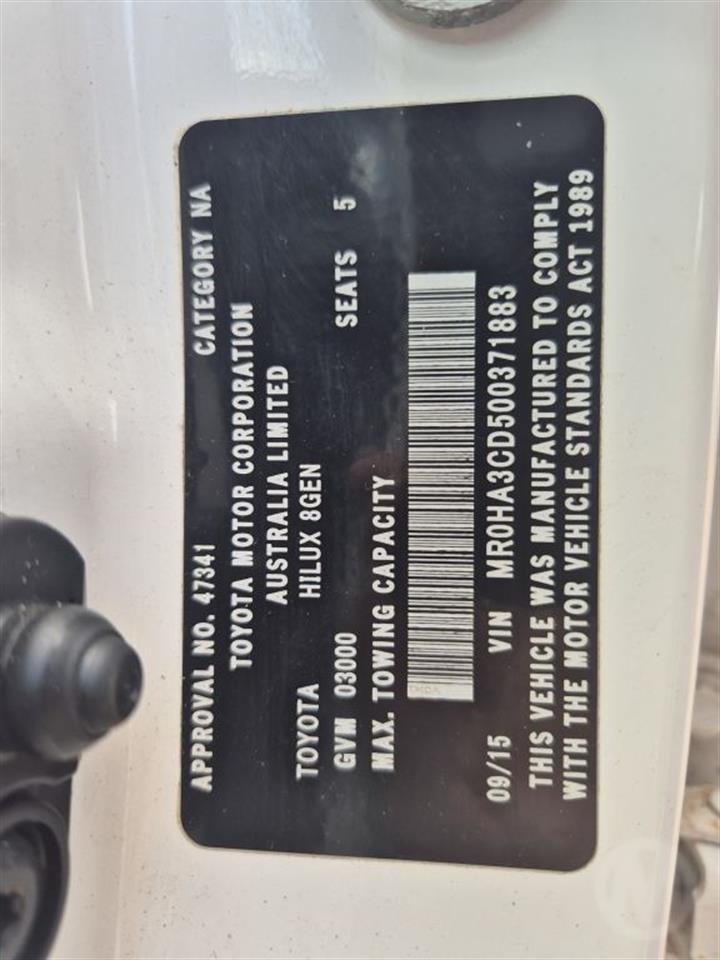 APPROVAL NO. 47341 CATEGORY NA
TOYOTA MOTOR CORPORATION
AUSTRALIA LIMITED
TOYOTA HILUX 8GEN
GVM 03000 SEATS 5
MAX. TOWING CAPACITY
09/15 VIN MR0HA3CD500371883
THIS VEHICLE WAS MANUFACTURED TO COMPLY
WITH THE MOTOR VEHICLE STANDARDS ACT 1989